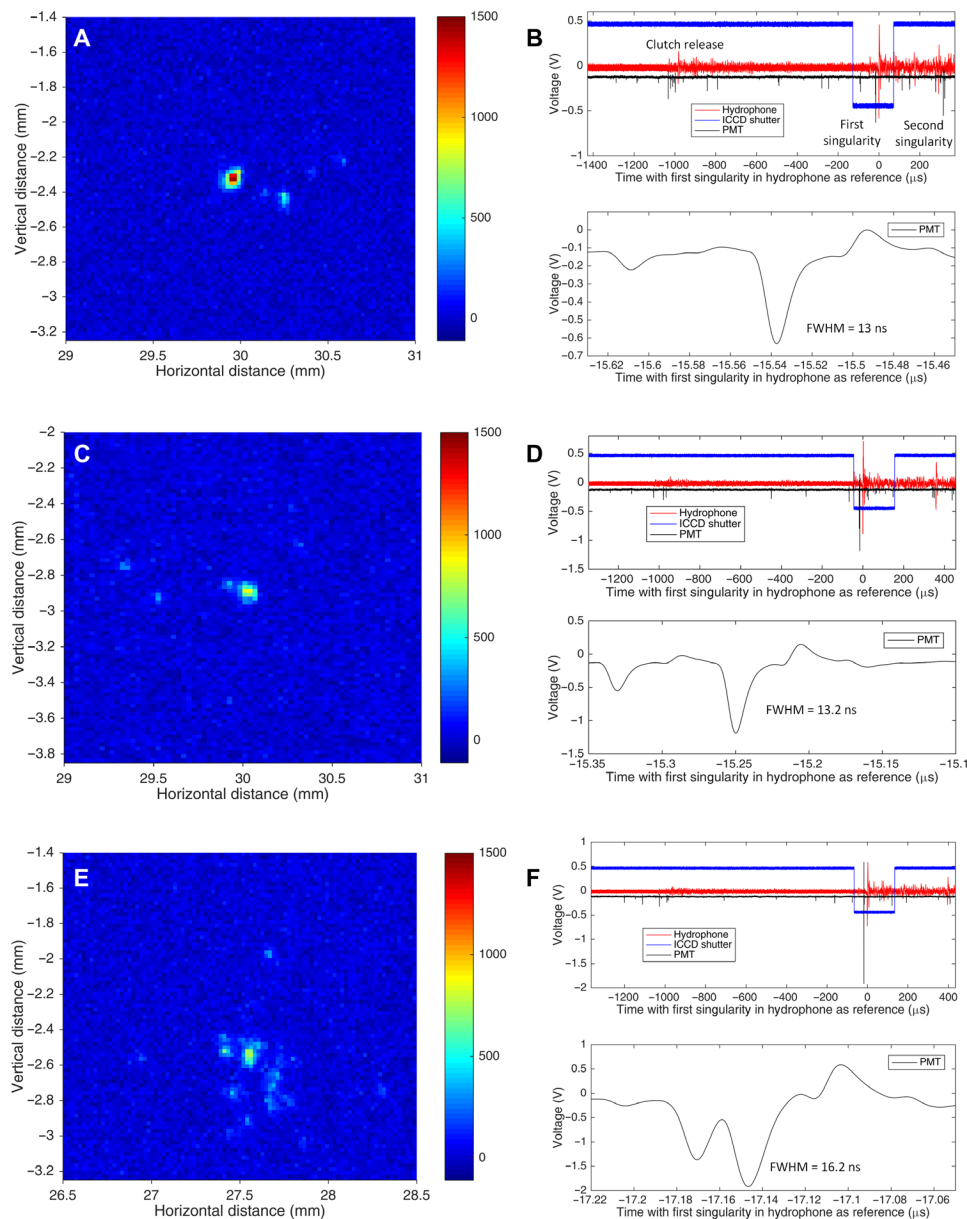 A
1500
1000
500
0
−1.4
−1.6
−1.8
−2
−2.2
−2.4
−2.6
−2.8
−3
−3.2
Vertical distance (mm)
29
29.5
30
30.5
31
Horizontal distance (mm)
B
0.5
0
−0.5
−1
Voltage (V)
Clutch release
Hydrophone
ICCD shutter
PMT
First singularity
Second singularity
−1400 −1200 −1000 −800 −600 −400 −200 0 200
Time with first singularity in hydrophone as reference (μs)
0
−0.1
−0.2
−0.3
−0.4
−0.5
−0.6
−0.7
Voltage (V)
PMT
FWHM = 13 ns
−15.62 −15.6 −15.58 −15.56 −15.54 −15.52 −15.5 −15.48 −15.46
Time with first singularity in hydrophone as reference (μs)
C
1500
1000
500
0
−2
−2.2
−2.4
−2.6
−2.8
−3
−3.2
−3.4
−3.6
−3.8
Vertical distance (mm)
29
29.5
30
30.5
31
Horizontal distance (mm)
D
0.5
0
−0.5
−1
−1.5
Voltage (V)
Hydrophone
ICCD shutter
PMT
−1200 −1000 −800 −600 −400 −200 0 200 400
Time with first singularity in hydrophone as reference (μs)
0.5
0
−0.5
−1
−1.5
Voltage (V)
PMT
FWHM = 13.2 ns
−15.35 −15.3 −15.25 −15.2 −15.15 −15.1
Time with first singularity in hydrophone as reference (μs)
E
1500
1000
500
0
−1.4
−1.6
−1.8
−2
−2.2
−2.4
−2.6
−2.8
−3
−3.2
Vertical distance (mm)
26.5
27
27.5
28
28.5
Horizontal distance (mm)
F
1
0.5
0
−0.5
−1
−1.5
−2
Voltage (V)
Hydrophone
ICCD shutter
PMT
−1200 −1000 −800 −600 −400 −200 0 200 400
Time with first singularity in hydrophone as reference (μs)
1
0.5
0
−0.5
−1
−1.5
−2
Voltage (V)
PMT
FWHM = 16.2 ns
−17.22 −17.2 −17.18 −17.16 −17.14 −17.12 −17.1 −17.08 −17.06
Time with first singularity in hydrophone as reference (μs)